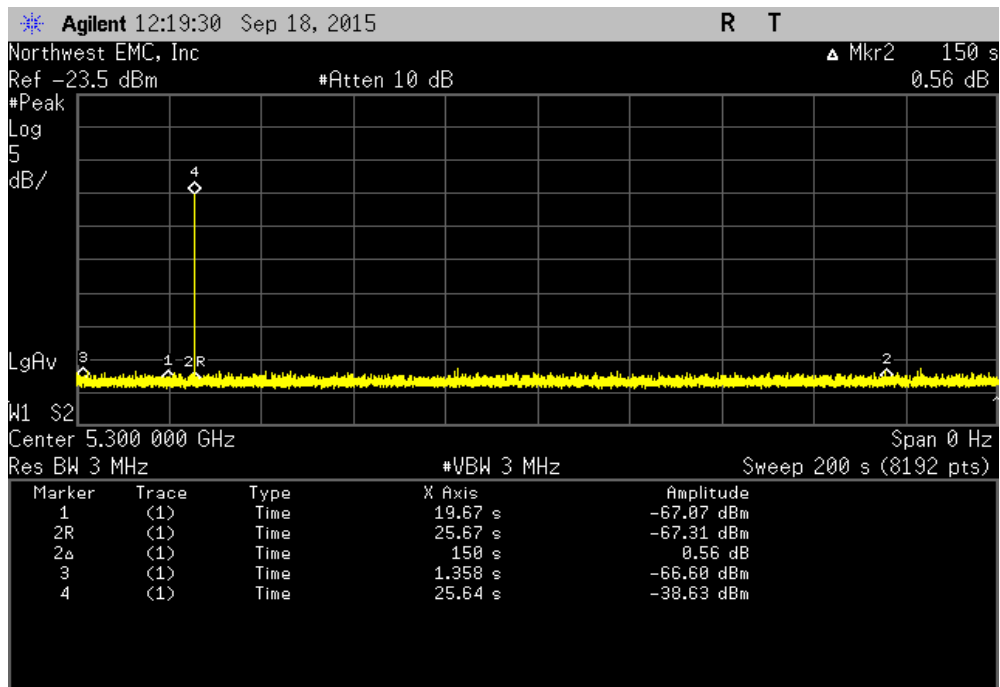 Agilent 12:19:30 Sep 18, 2015 R T
Northwest EMC, Inc Δ Mkr2 150 s
Ref -23.5 dBm #Atten 10 dB 0.56 dB
#Peak
Log
5
dB/
4
LgAv 3 1 2R 2
W1 S2
Center 5.300 000 GHz Span 0 Hz
Res BW 3 MHz #VBW 3 MHz Sweep 200 s (8192 pts)
Marker Trace Type X Axis Amplitude
1 (1) Time 19.67 s -67.07 dBm
2R (1) Time 25.67 s -67.31 dBm
2Δ (1) Time 150 s 0.56 dB
3 (1) Time 1.358 s -66.60 dBm
4 (1) Time 25.64 s -38.63 dBm